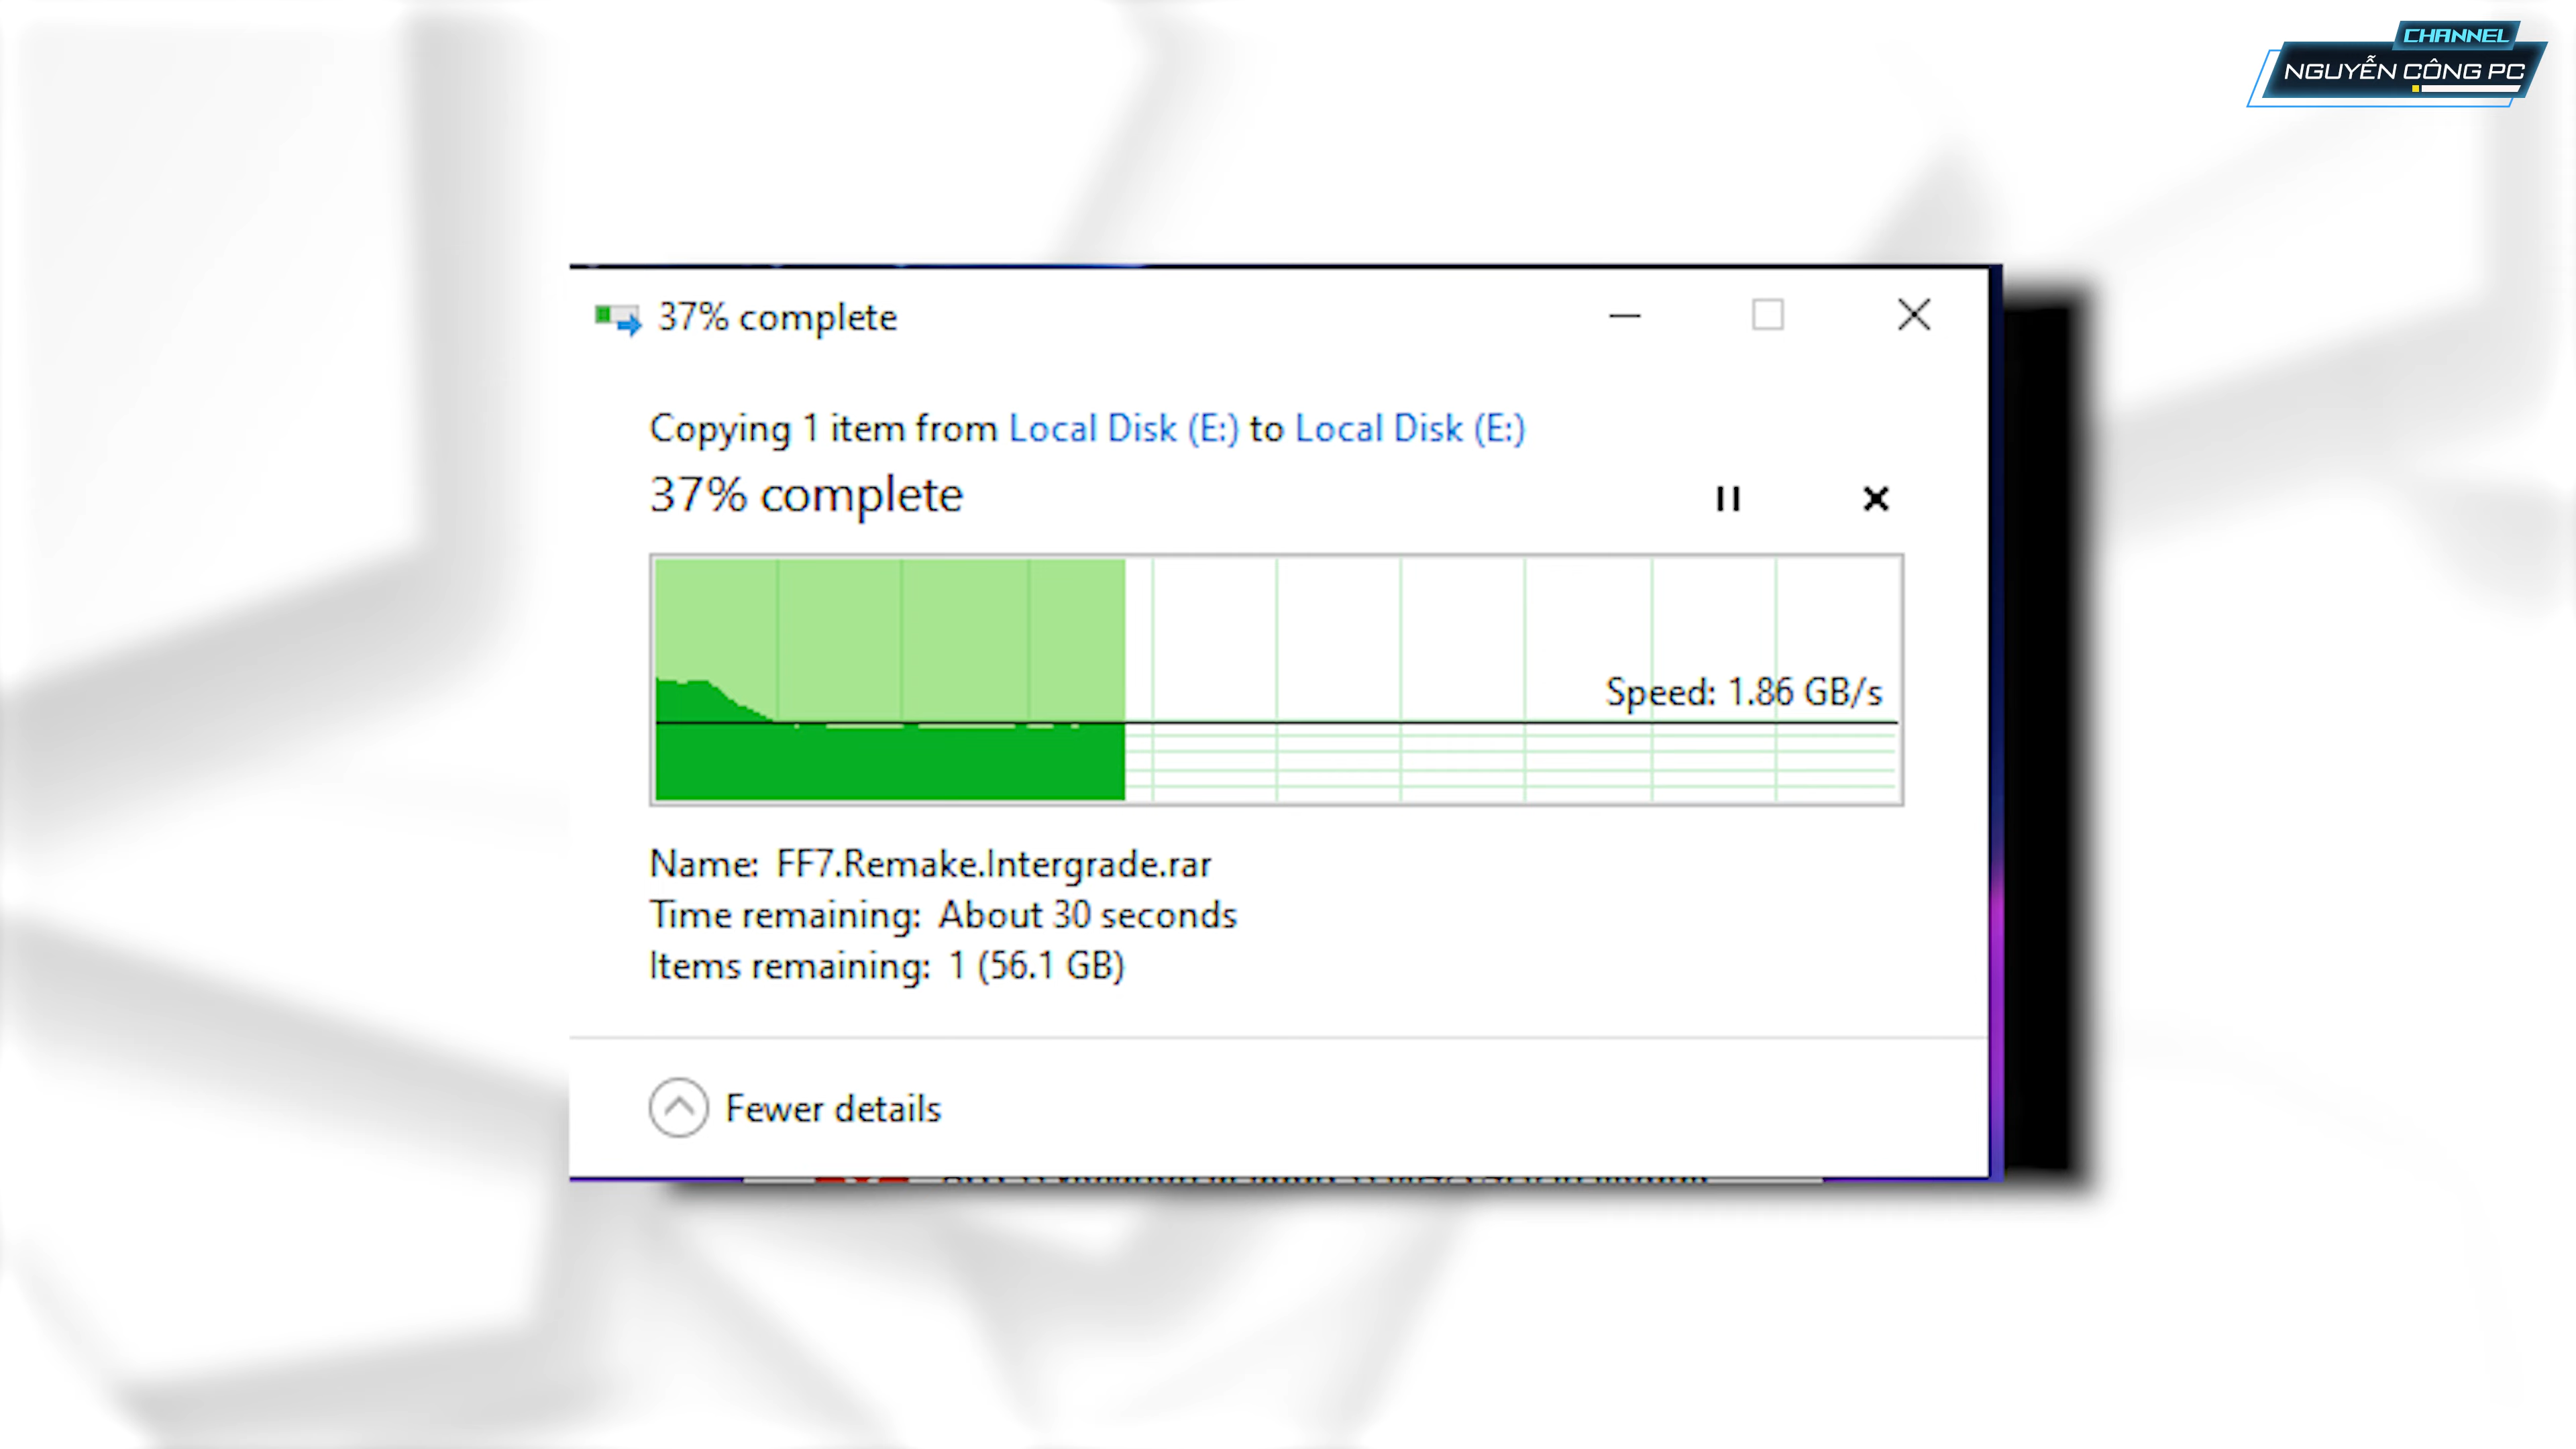 CHANNEL
NGUYỄN CÔNG PC
37% complete
Copying 1 item from Local Disk (E:) to Local Disk (E:)
37% complete
Speed: 1.86 GB/s
Name: FF7.Remake.Intergrade.rar
Time remaining: About 30 seconds
Items remaining: 1 (56.1 GB)
Fewer details